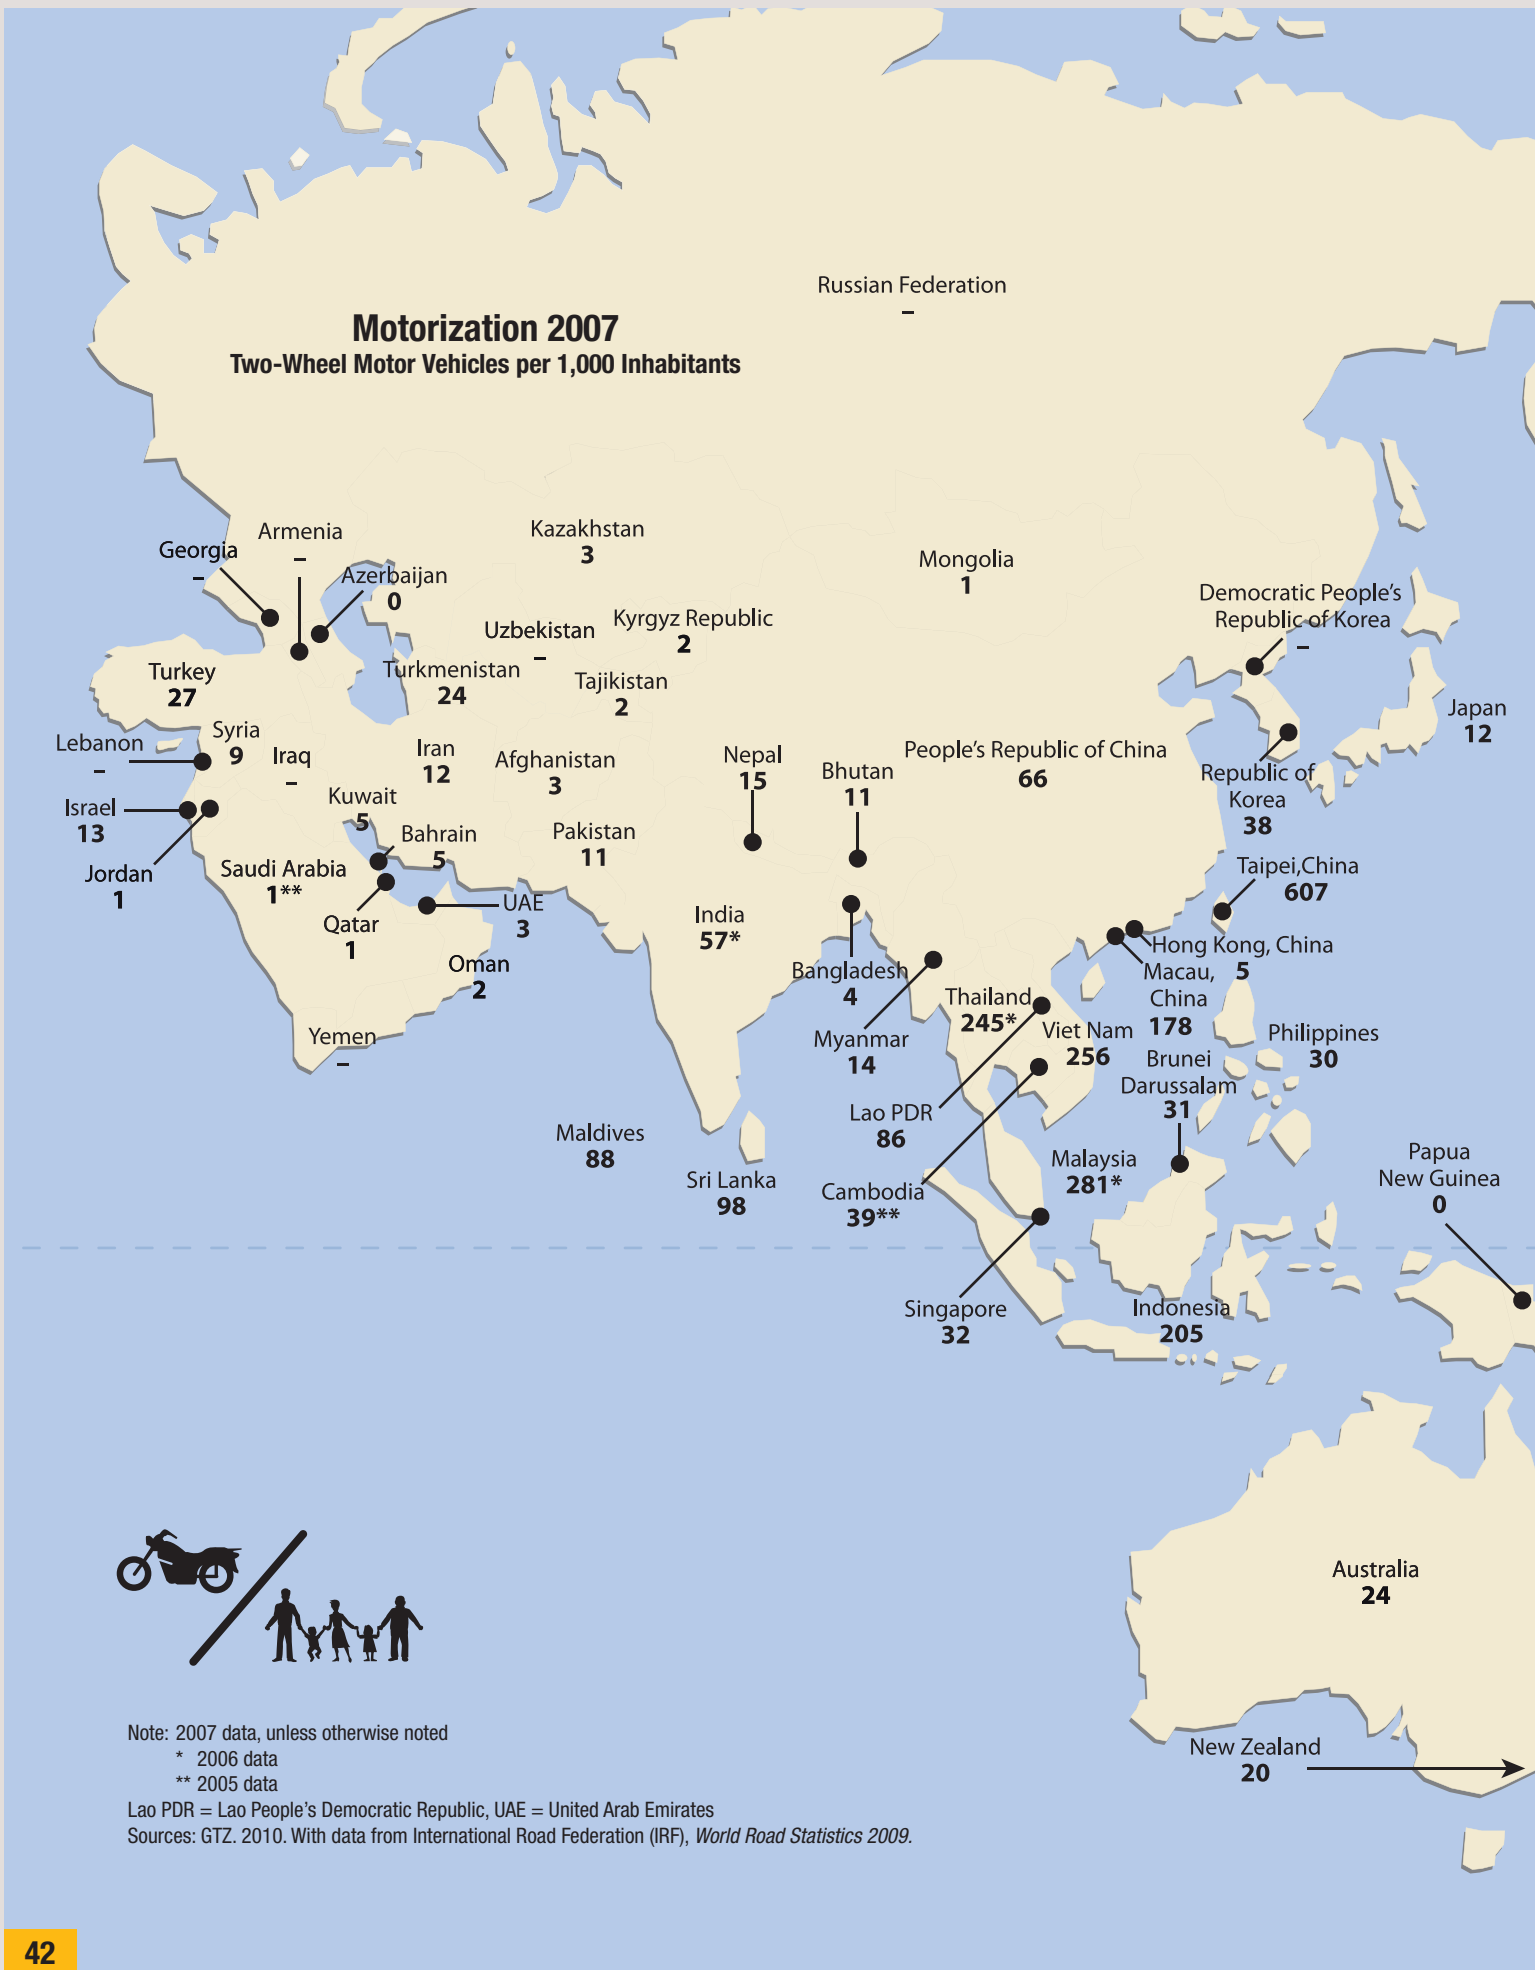 Russian Federation
–
Motorization 2007
Two-Wheel Motor Vehicles per 1,000 Inhabitants
Georgia
–
Armenia
–
Azerbaijan
0
Kazakhstan
3
Mongolia
1
Democratic People’s
Republic of Korea
–
Uzbekistan
–
Kyrgyz Republic
2
Turkey
27
Turkmenistan
24
Tajikistan
2
Japan
12
Lebanon
–
Syria
9
Iraq
–
Iran
12
Afghanistan
3
Nepal
15
Bhutan
11
People’s Republic of China
66
Republic of
Korea
38
Israel
13
Kuwait
5
Bahrain
5
Pakistan
11
Jordan
1
Saudi Arabia
1**
Qatar
1
UAE
3
Oman
2
India
57*
Taipei,China
607
Hong Kong, China
5
Macau,
China
178
Bangladesh
4
Myanmar
14
Thailand
245*
Viet Nam
256
Philippines
30
Yemen
–
Brunei
Darussalam
31
Lao PDR
86
Maldives
88
Sri Lanka
98
Cambodia
39**
Malaysia
281*
Papua
New Guinea
0
Singapore
32
Indonesia
205
Australia
24
New Zealand
20
Note: 2007 data, unless otherwise noted
* 2006 data
** 2005 data
Lao PDR = Lao People’s Democratic Republic, UAE = United Arab Emirates
Sources: GTZ. 2010. With data from International Road Federation (IRF), World Road Statistics 2009.
42